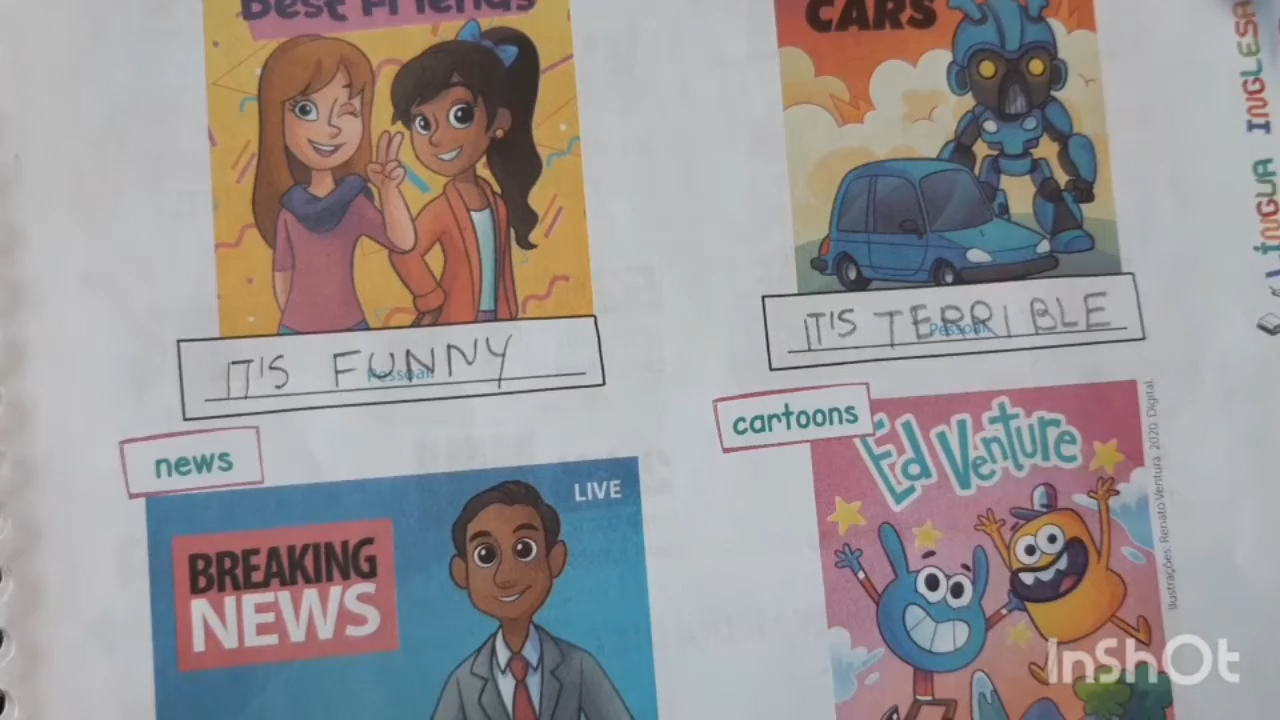 Best Friends
CARS
IT'S FUNNY
Pessoal.
IT'S TERRIBLE
Pessoal.
news
cartoons
BREAKING
NEWS
LIVE
Ed Venture
Ilustrações: Renato Ventura. 2020. Digital.
LÍNGUA INGLESA
InShOt